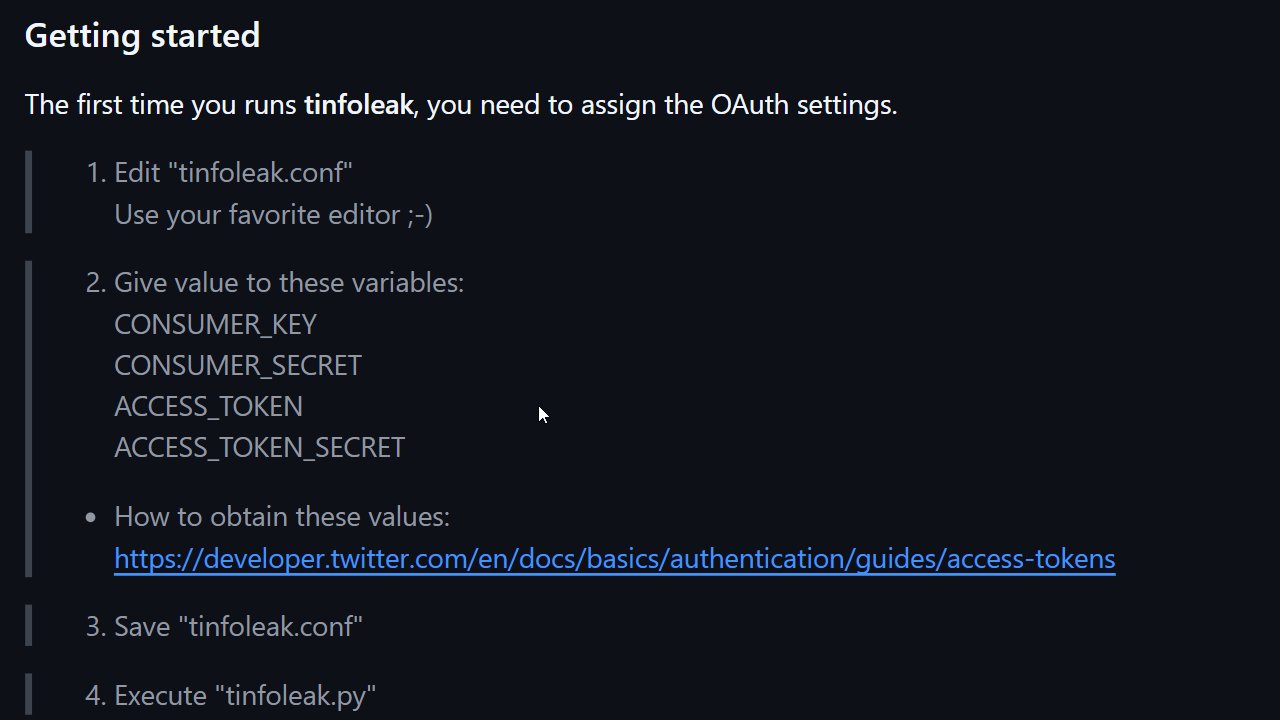 Getting started
The first time you runs tinfoleak, you need to assign the OAuth settings.
1. Edit "tinfoleak.conf"
Use your favorite editor ;-)
2. Give value to these variables:
CONSUMER_KEY
CONSUMER_SECRET
ACCESS_TOKEN
ACCESS_TOKEN_SECRET
• How to obtain these values:
https://developer.twitter.com/en/docs/basics/authentication/guides/access-tokens
3. Save "tinfoleak.conf"
4. Execute "tinfoleak.py"